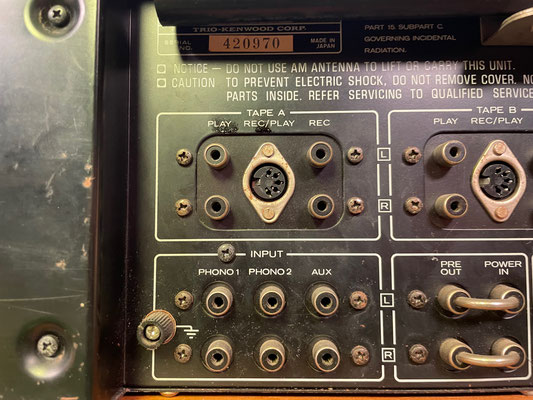 TRIO-KENWOOD CORP.
SERIAL NO. 420970 MADE IN JAPAN
PART 15. SUBPART C.
GOVERNING INCIDENTAL
RADIATION.
NOTICE — DO NOT USE AM ANTENNA TO LIFT OR CARRY THIS UNIT.
CAUTION TO PREVENT ELECTRIC SHOCK, DO NOT REMOVE COVER. NO
PARTS INSIDE. REFER SERVICING TO QUALIFIED SERVICE
TAPE A
PLAY REC/PLAY REC
TAPE B
PLAY REC/PLAY
L
R
INPUT
PHONO 1 PHONO 2 AUX
PRE OUT
POWER IN
L
R